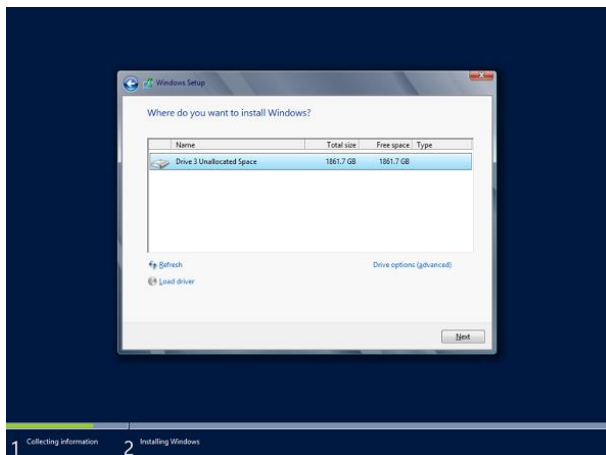 Windows Setup
Where do you want to install Windows?
Name Total size Free space Type
Drive 3 Unallocated Space 1861.7 GB 1861.7 GB
Refresh Drive options (advanced)
Load driver
Next
1 Collecting information 2 Installing Windows